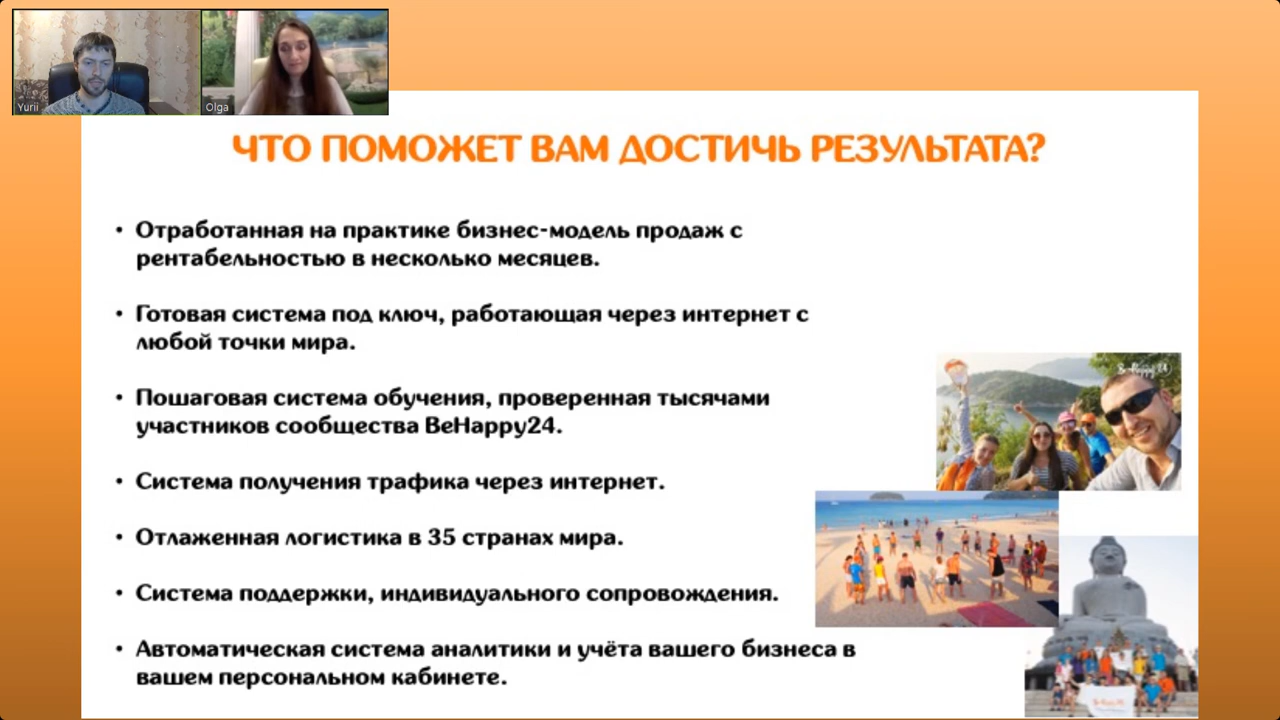 Yurii
Olga
ЧТО ПОМОЖЕТ ВАМ ДОСТИЧЬ РЕЗУЛЬТАТА?
• Отработанная на практике бизнес-модель продаж с
рентабельностью в несколько месяцев.
• Готовая система под ключ, работающая через интернет с
любой точки мира.
• Пошаговая система обучения, проверенная тысячами
участников сообщества BeHappy24.
• Система получения трафика через интернет.
• Отлаженная логистика в 35 странах мира.
• Система поддержки, индивидуального сопровождения.
• Автоматическая система аналитики и учёта вашего бизнеса в
вашем персональном кабинете.
BeHappy24